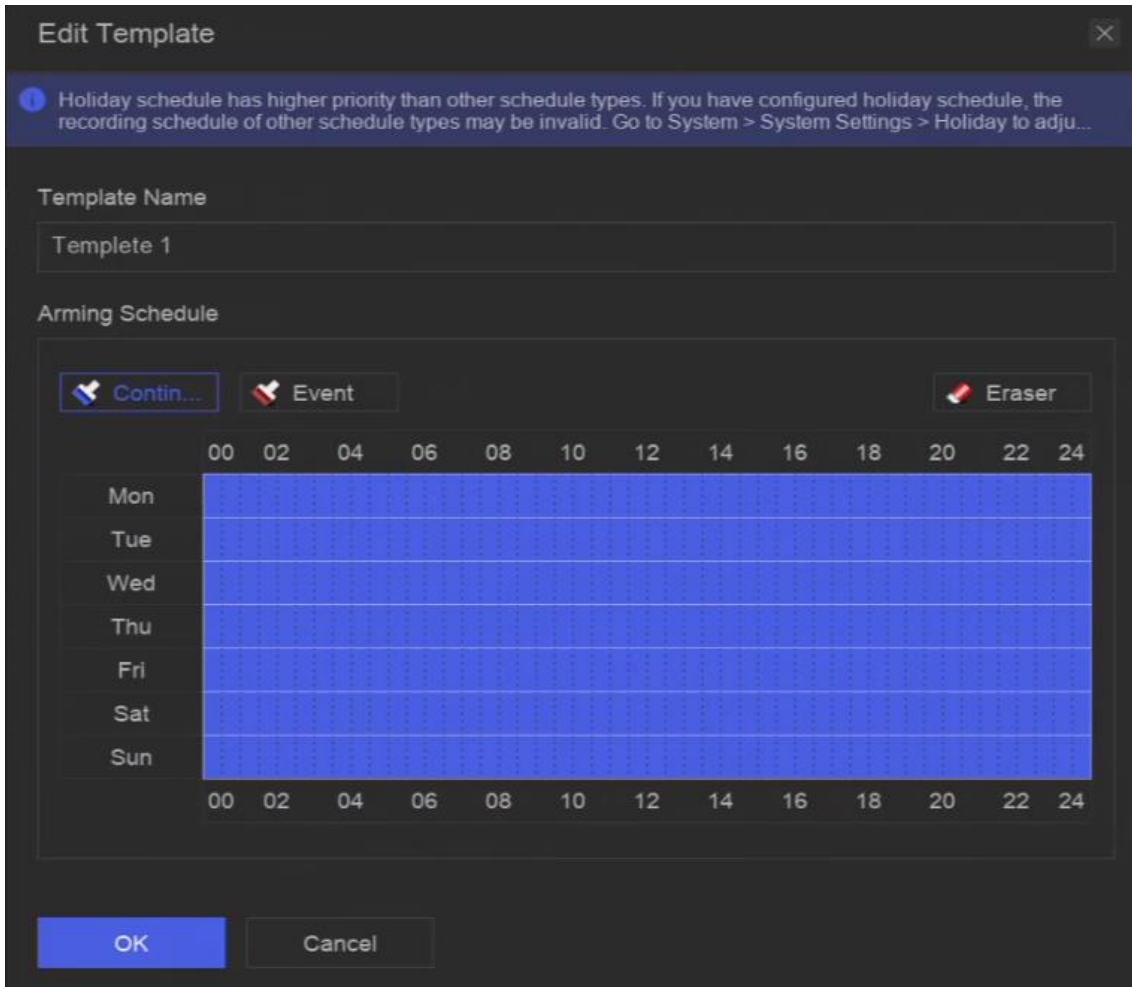 Edit Template
Holiday schedule has higher priority than other schedule types. If you have configured holiday schedule, the
recording schedule of other schedule types may be invalid. Go to System > System Settings > Holiday to adju...
Template Name
Templete 1
Arming Schedule
Contin... Event Eraser
00 02 04 06 08 10 12 14 16 18 20 22 24
Mon
Tue
Wed
Thu
Fri
Sat
Sun
00 02 04 06 08 10 12 14 16 18 20 22 24
OK Cancel